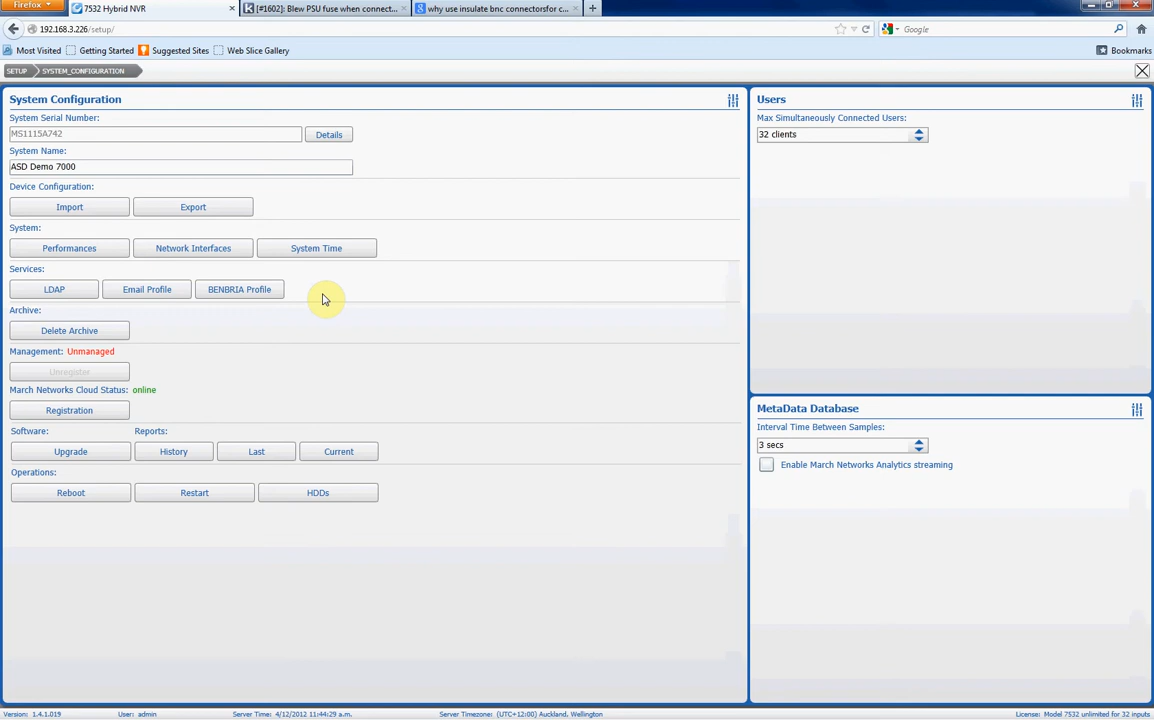 Firefox
7532 Hybrid NVR
[#1602]: Blew PSU fuse when connect...
why use insulate bnc connectorsfor c...
192.168.3.226/setup/
Google
Most Visited
Getting Started
Suggested Sites
Web Slice Gallery
Bookmarks
SETUP
SYSTEM_CONFIGURATION
System Configuration
System Serial Number:
MS1115A742
Details
System Name:
ASD Demo 7000
Device Configuration:
Import
Export
System:
Performances
Network Interfaces
System Time
Services:
LDAP
Email Profile
BENBRIA Profile
Archive:
Delete Archive
Management: Unmanaged
Unregister
March Networks Cloud Status: online
Registration
Software:
Reports:
Upgrade
History
Last
Current
Operations:
Reboot
Restart
HDDs
Users
Max Simultaneously Connected Users:
32 clients
MetaData Database
Interval Time Between Samples:
3 secs
Enable March Networks Analytics streaming
Version: 1.4.1.019
User: admin
Server Time: 4/12/2012 11:44:29 a.m.
Server Timezone: (UTC+12:00) Auckland, Wellington
License: Model 7532 unlimited for 32 inputs